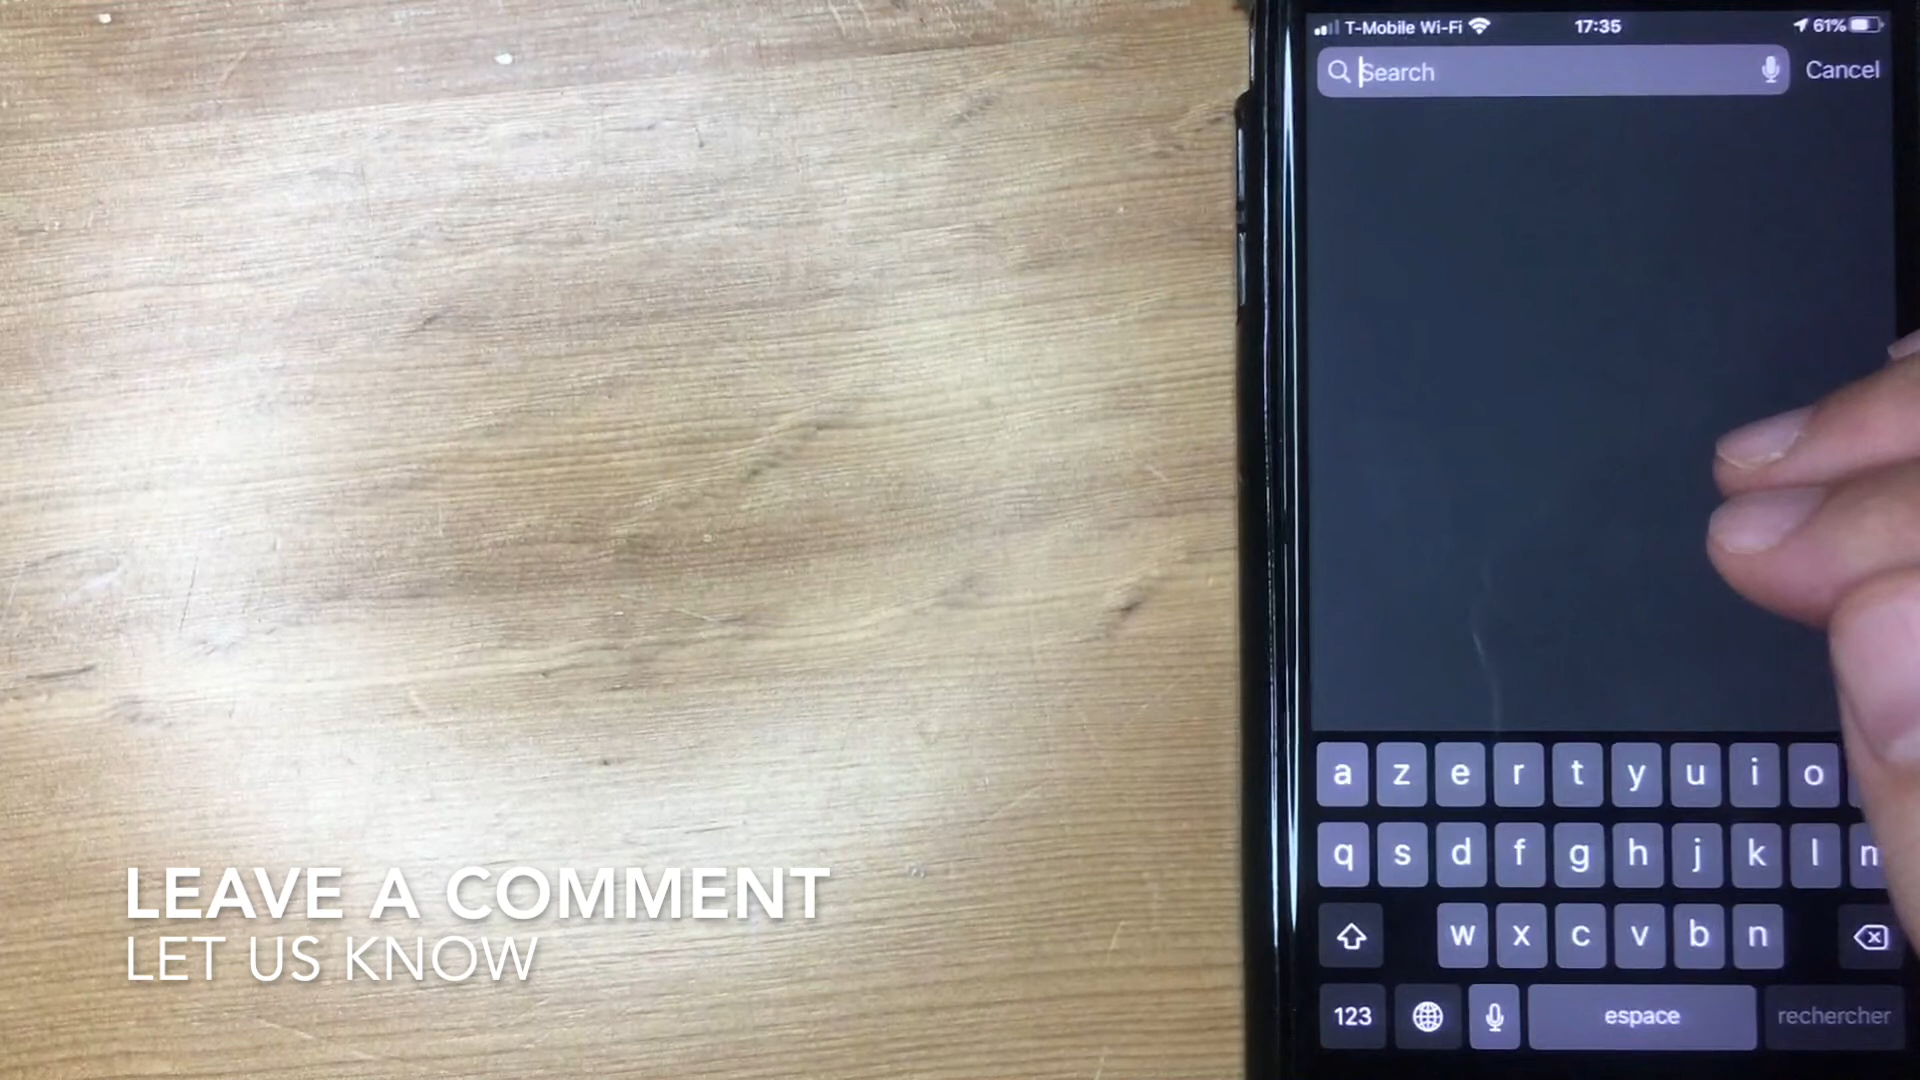 T-Mobile Wi-Fi 17:35 61%
Search Cancel
a z e r t y u i o
q s d f g h j k l
w x c v b n
123 espace rechercher
LEAVE A COMMENT
LET US KNOW